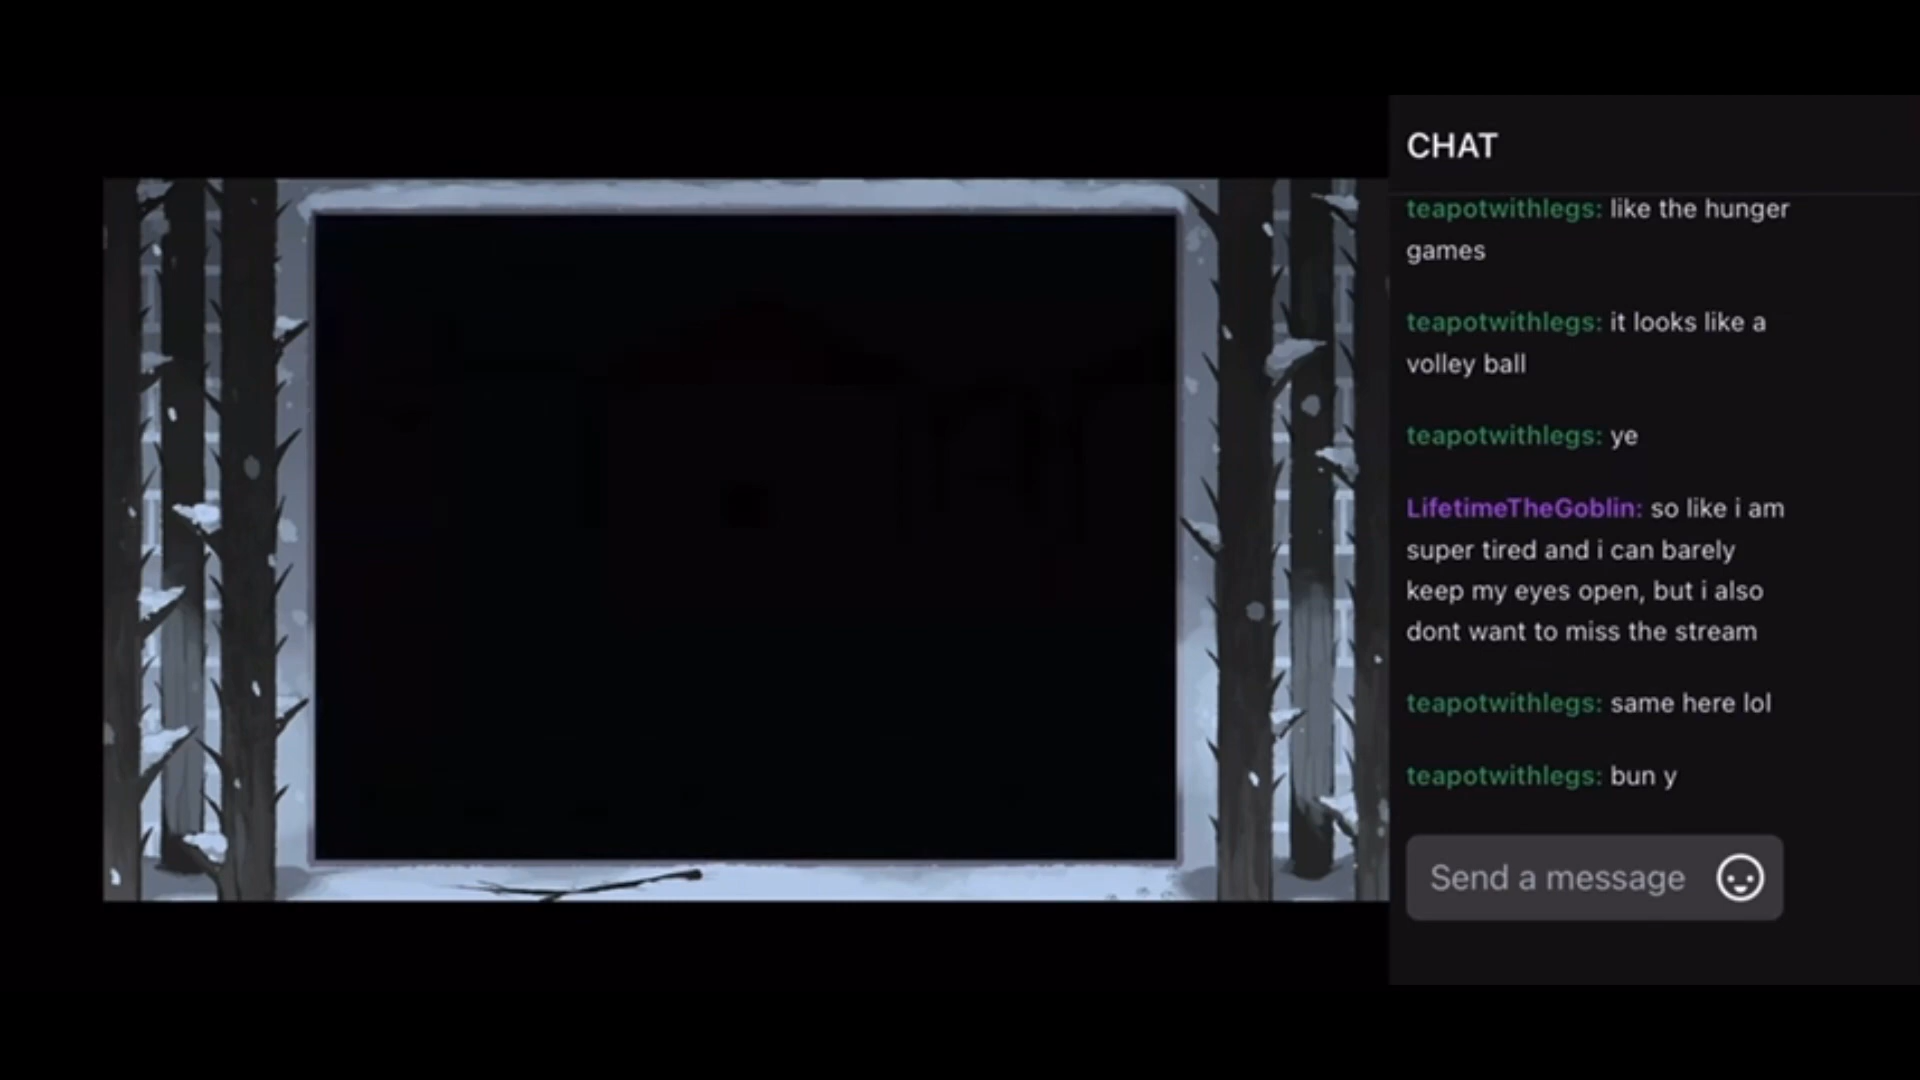 CHAT
teapotwithlegs: like the hunger
games
teapotwithlegs: it looks like a
volley ball
teapotwithlegs: ye
LifetimeTheGoblin: so like i am
super tired and i can barely
keep my eyes open, but i also
dont want to miss the stream
teapotwithlegs: same here lol
teapotwithlegs: bun y
Send a message